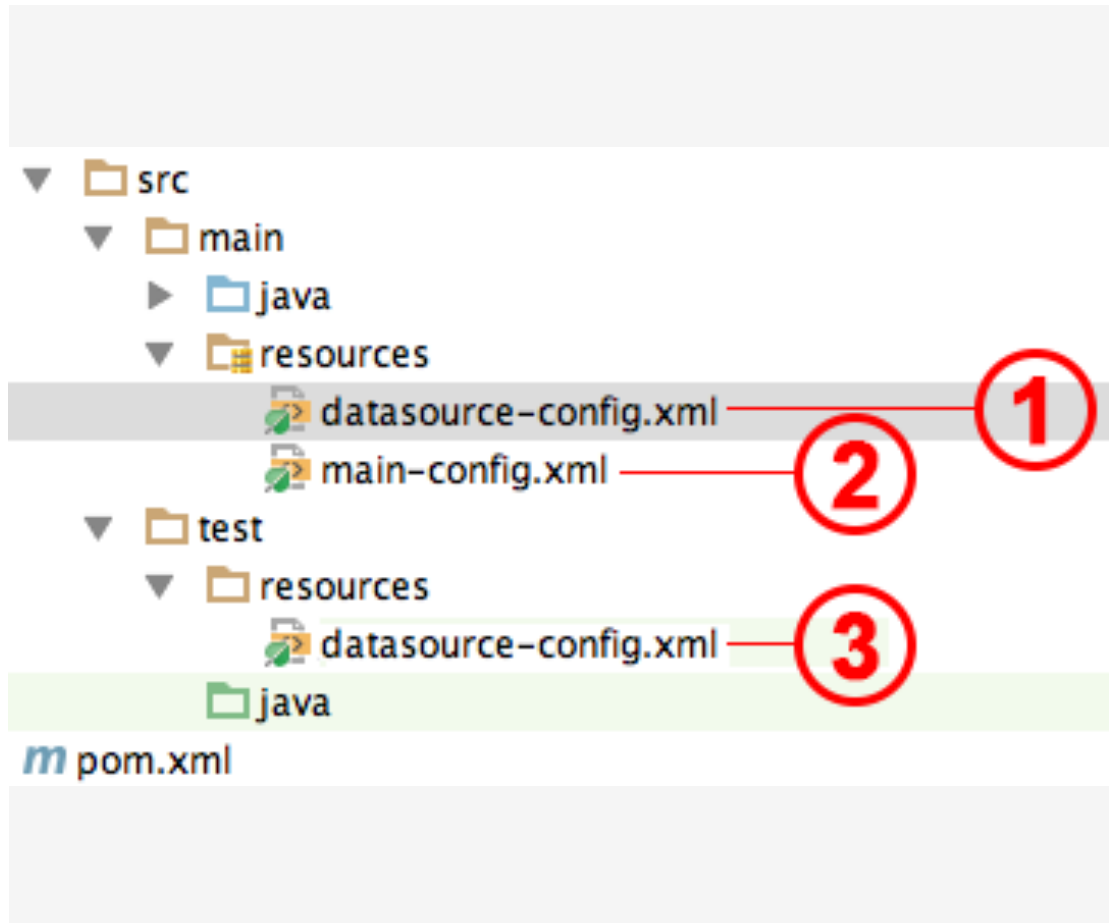 src
main
java
resources
datasource-config.xml 1
main-config.xml 2
test
resources
datasource-config.xml 3
java
m pom.xml